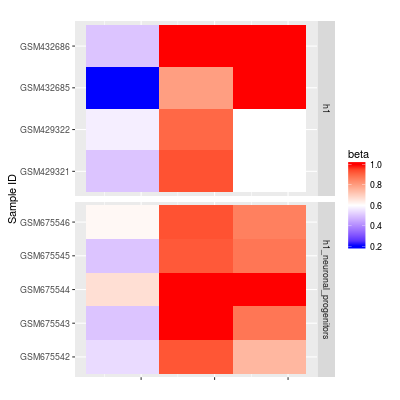 GSM432686
GSM432685
GSM429322
GSM429321
h1
GSM675546
GSM675545
GSM675544
GSM675543
GSM675542
h1_neuronal_progenitors
Sample ID
beta
1.0
0.8
0.6
0.4
0.2